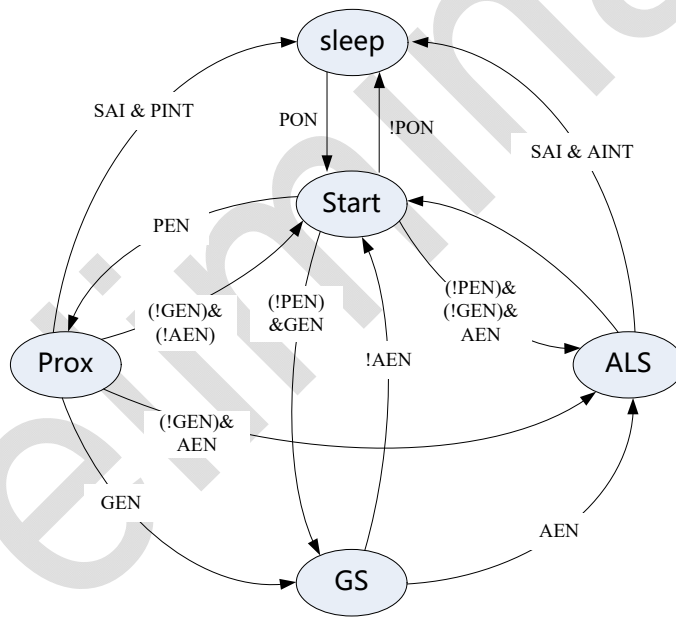 sleep
SAI & PINT
PON
!PON
SAI & AINT
Start
PEN
(!GEN)&
(!AEN)
(!PEN)
&GEN
(!PEN)&
(!GEN)&
AEN
!AEN
Prox
ALS
(!GEN)&
AEN
GEN
AEN
GS